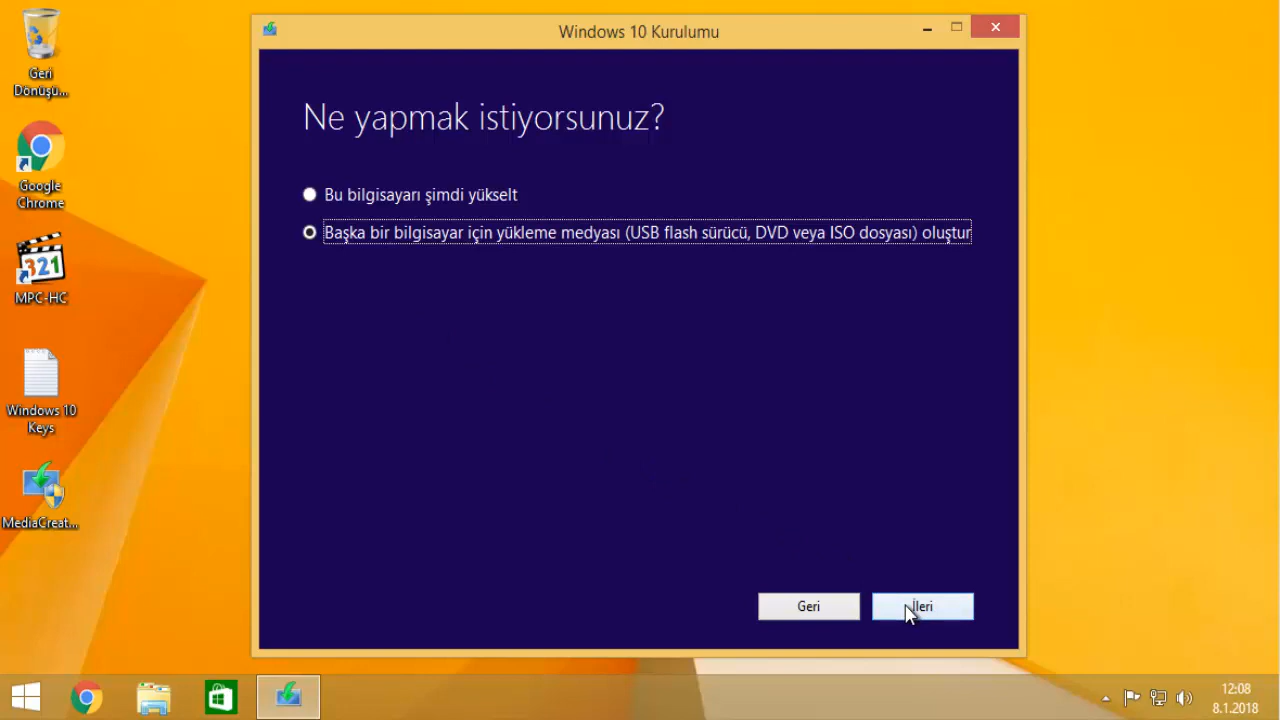 Windows 10 Kurulumu
Ne yapmak istiyorsunuz?
Bu bilgisayarı şimdi yükselt
Başka bir bilgisayar için yükleme medyası (USB flash sürücü, DVD veya ISO dosyası) oluştur
Geri
İleri
Geri
Dönüşü...
Google
Chrome
321
MPC-HC
Windows 10
Keys
MediaCreat...
12:08
8.1.2018